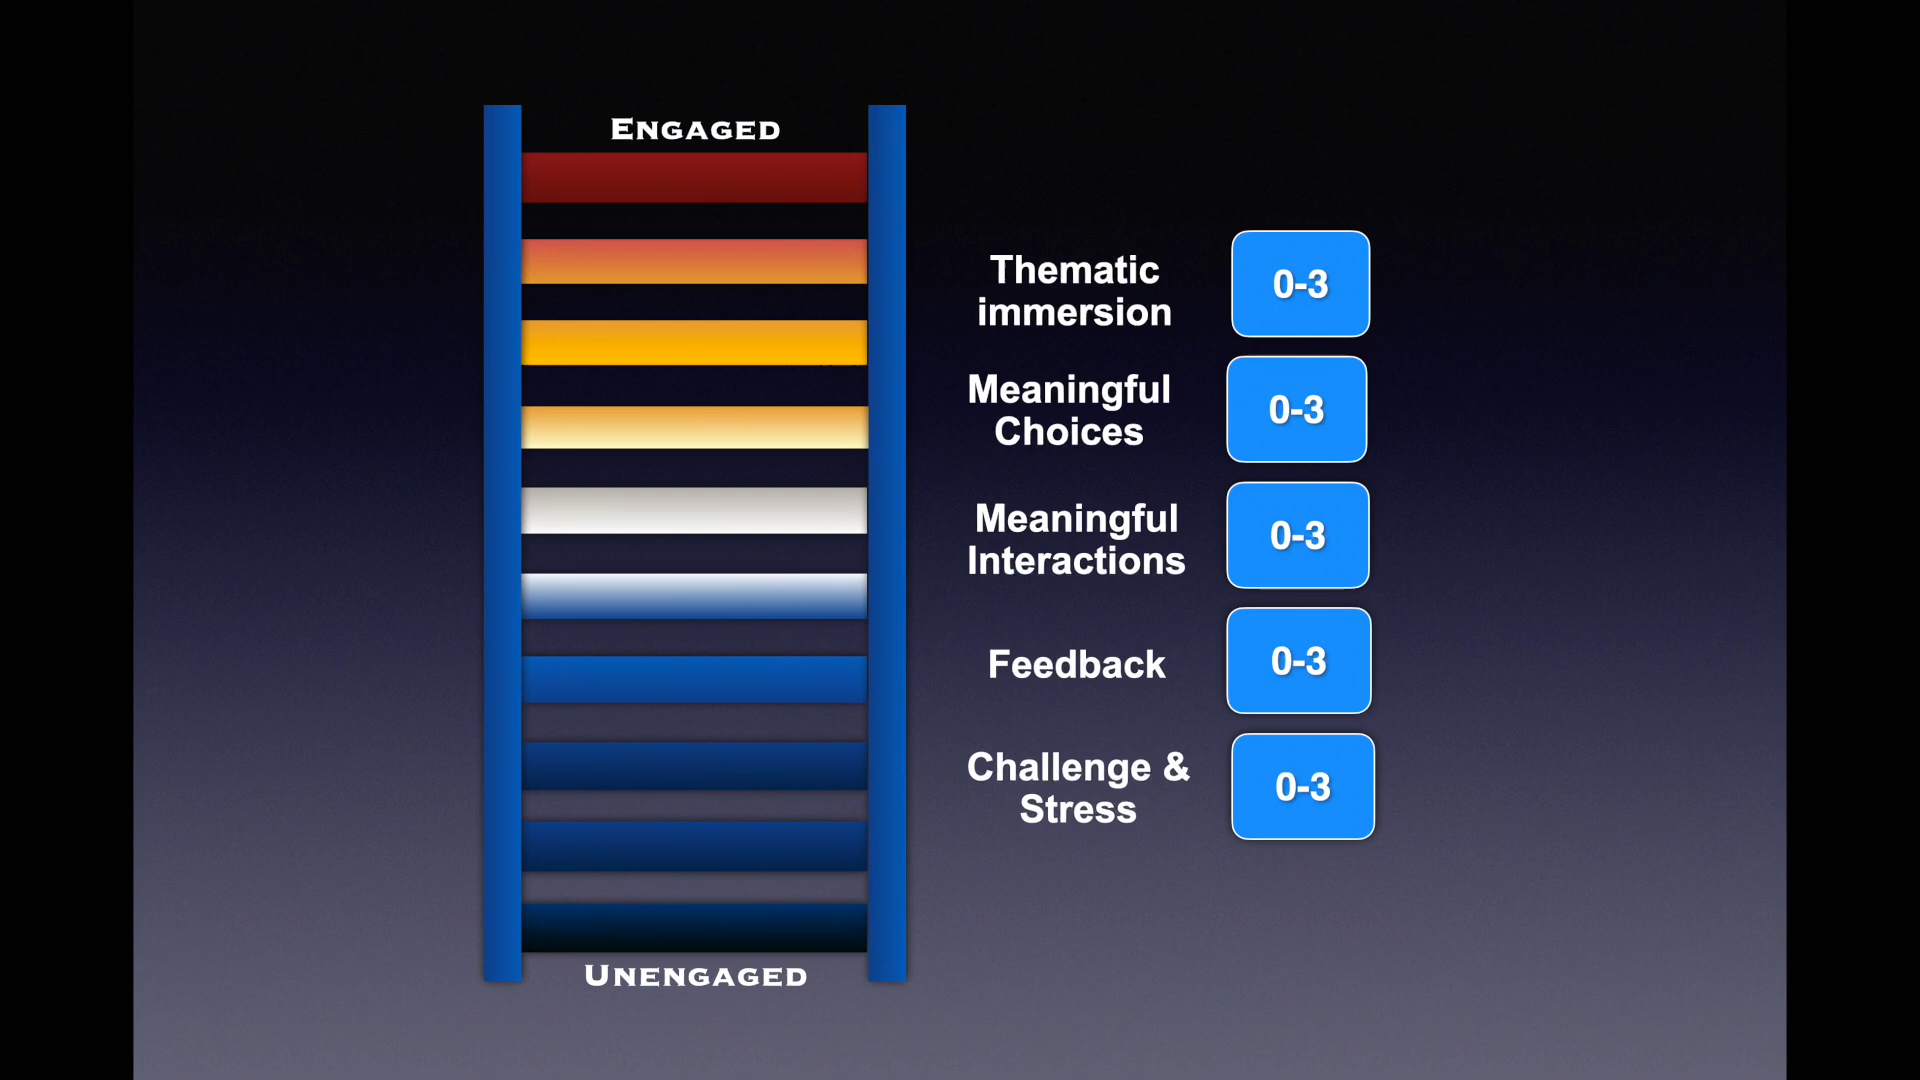 ENGAGED
Thematic
immersion
0-3
Meaningful
Choices
0-3
Meaningful
Interactions
0-3
Feedback
0-3
Challenge &
Stress
0-3
UNENGAGED